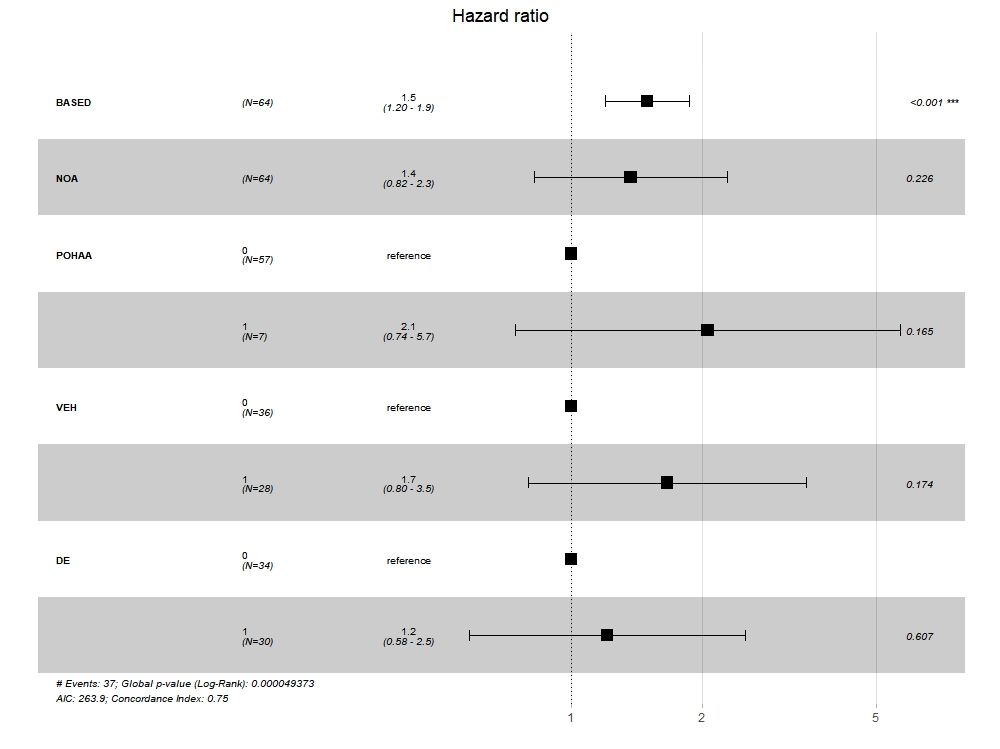 Hazard ratio
BASED (N=64) 1.5 <0.001 ***
(1.20 - 1.9)
NOA (N=64) 1.4 0.226
(0.82 - 2.3)
POHAA 0 reference
(N=57)
1 2.1 0.165
(N=7) (0.74 - 5.7)
VEH 0 reference
(N=36)
1 1.7 0.174
(N=28) (0.80 - 3.5)
DE 0 reference
(N=34)
1 1.2 0.607
(N=30) (0.58 - 2.5)
# Events: 37; Global p-value (Log-Rank): 0.000049373
AIC: 263.9; Concordance Index: 0.75
1 2 5